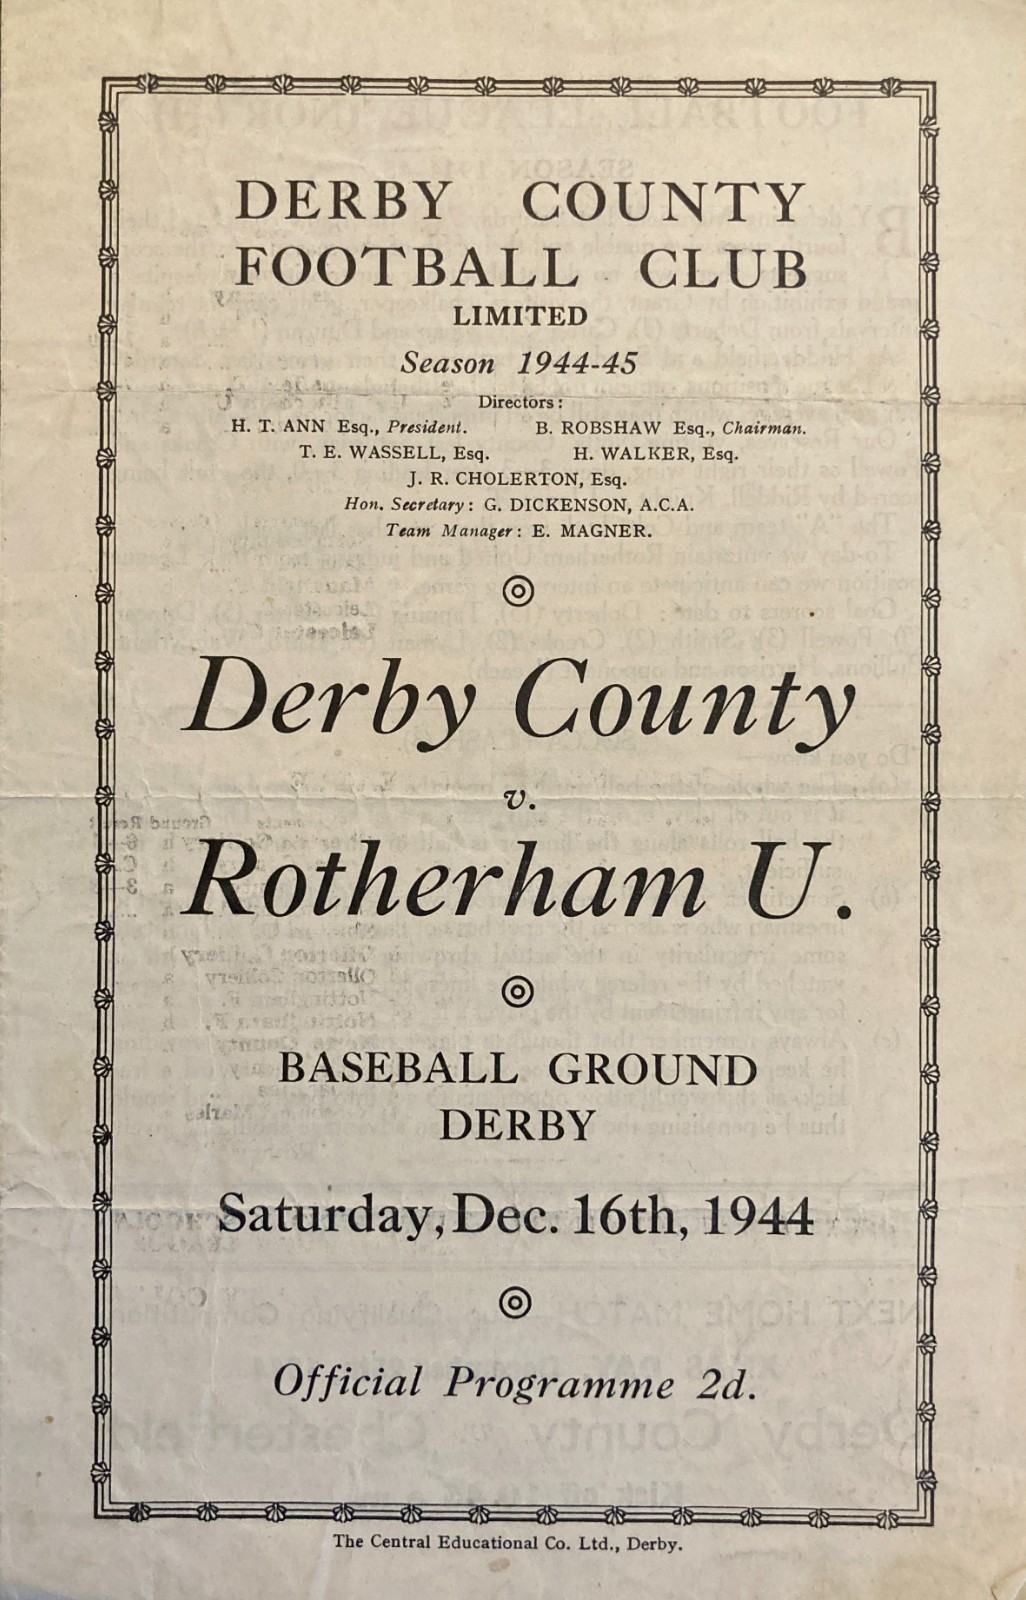 DERBY COUNTY
FOOTBALL CLUB
LIMITED
Season 1944-45
Directors:
H. T. ANN Esq., President. B. ROBSHAW Esq., Chairman.
T. E. WASSELL, Esq. H. WALKER, Esq.
J. R. CHOLERTON, Esq.
Hon. Secretary: G. DICKENSON, A.C.A.
Team Manager: E. MAGNER.
Derby County
v.
Rotherham U.
BASEBALL GROUND
DERBY
Saturday, Dec. 16th, 1944
Official Programme 2d.
The Central Educational Co. Ltd., Derby.